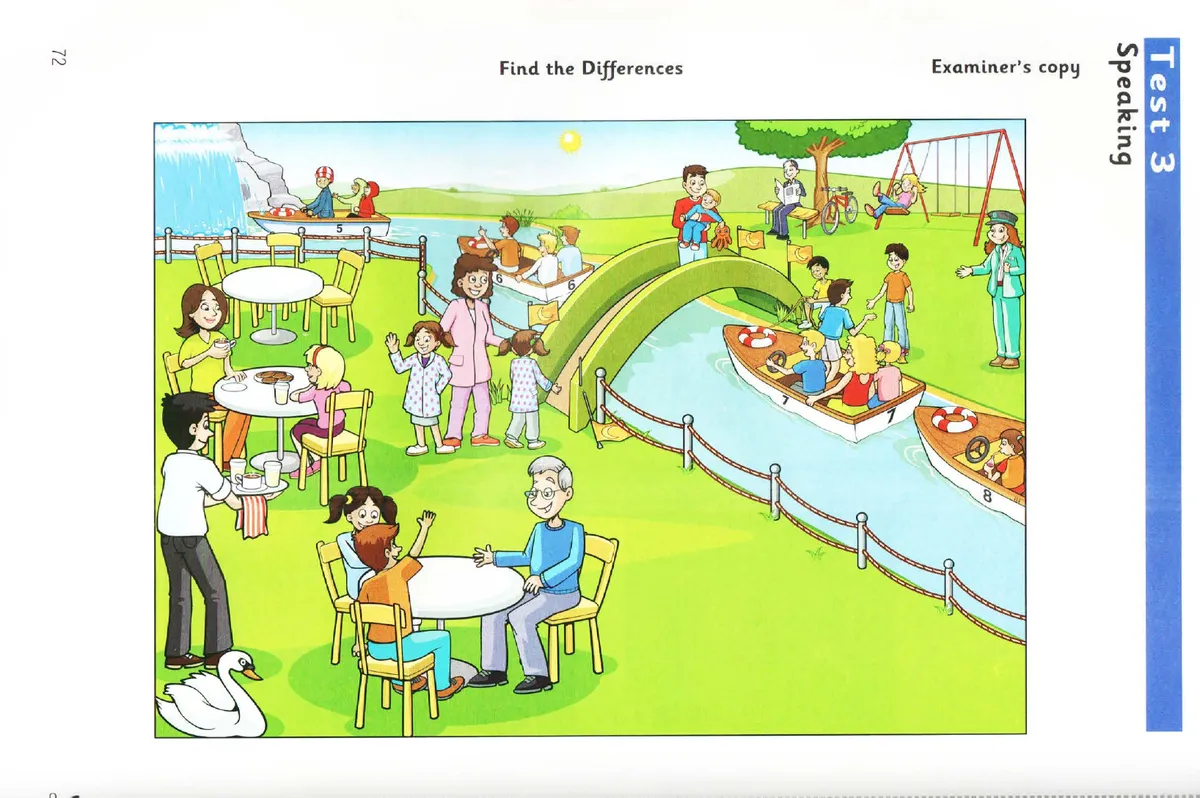 72
Find the Differences
Examiner's copy
Test 3
Speaking
5
6
6
7
7
8